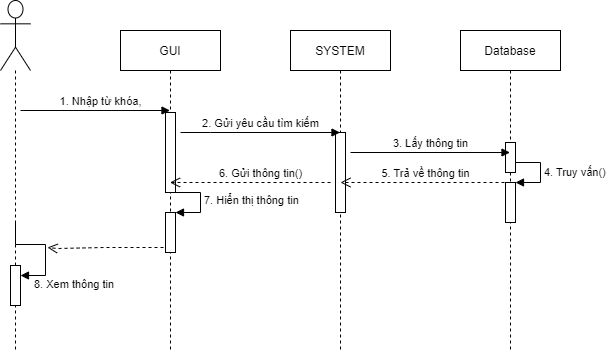 GUI
SYSTEM
Database
1. Nhập từ khóa,
2. Gửi yêu cầu tìm kiếm
3. Lấy thông tin
4. Truy vấn()
5. Trả về thông tin
6. Gửi thông tin()
7. Hiển thị thông tin
8. Xem thông tin